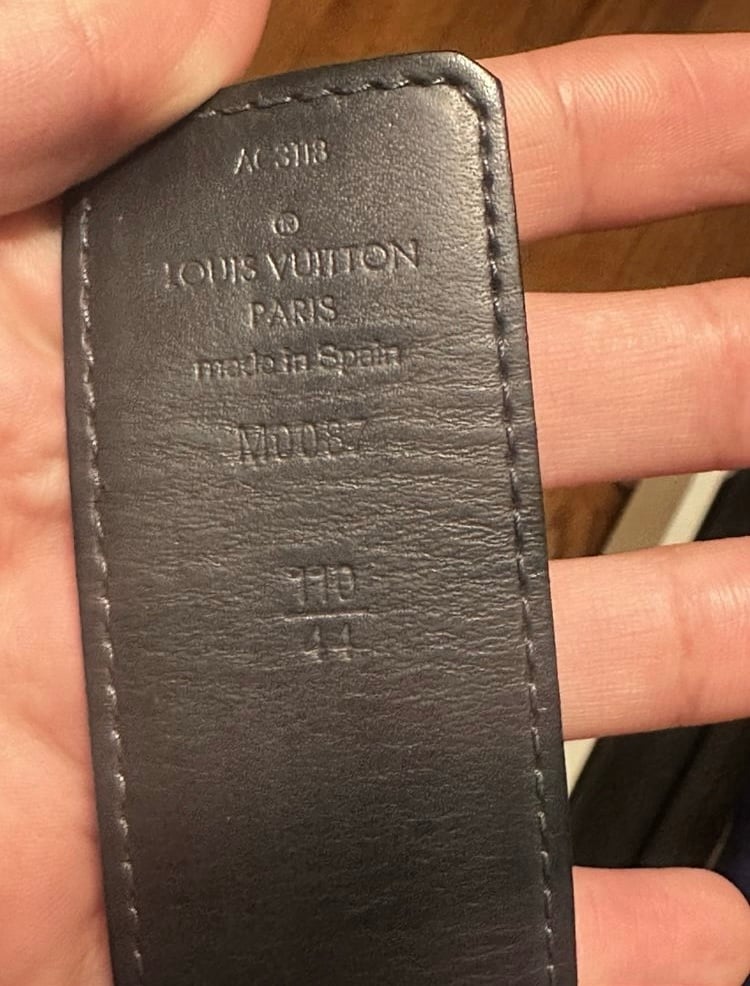 AC3118
LOUIS VUITTON
PARIS
made in Spain
M0087
110
44